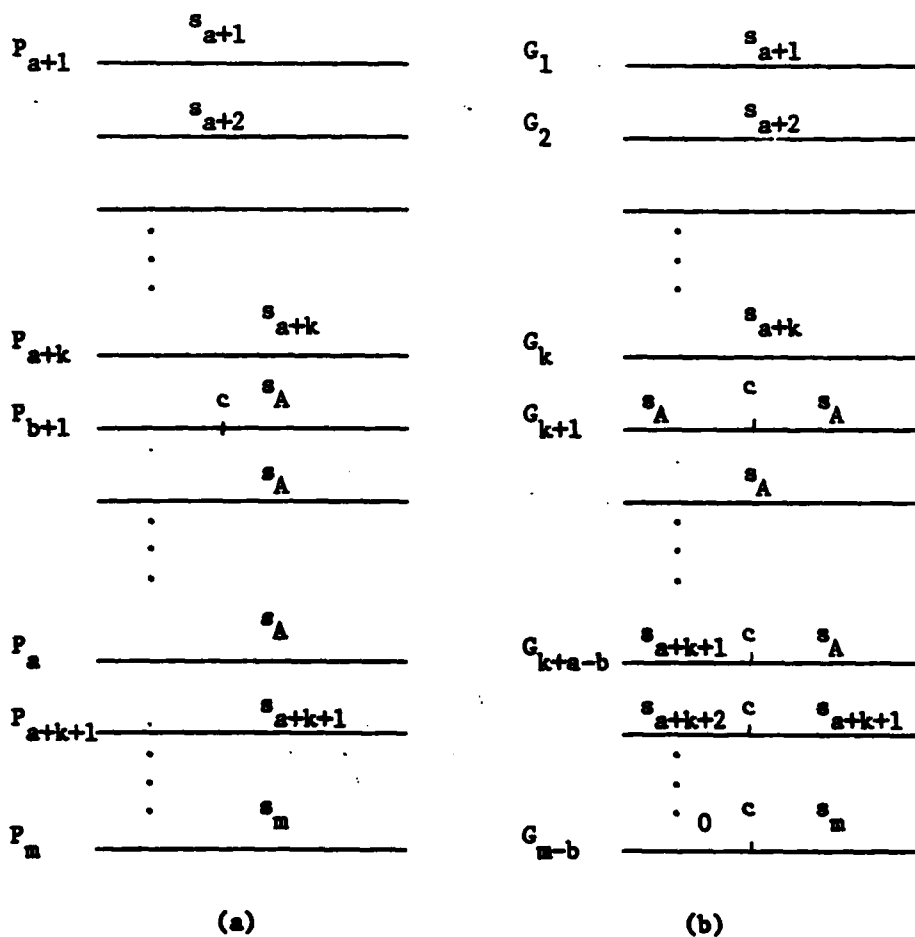 s_{a+1} s_{a+1}
P_{a+1} G_1
s_{a+2} s_{a+2}
G_2
s_{a+k} s_{a+k}
P_{a+k} G_k
c s_A s_A c s_A
P_{b+1} G_{k+1}
s_A s_A
s_A s_{a+k+1} c s_A
P_a G_{k+a-b}
s_{a+k+1} s_{a+k+2} c s_{a+k+1}
P_{a+k+1}
s_m 0 c s_m
P_m G_{m-b}
(a) (b)